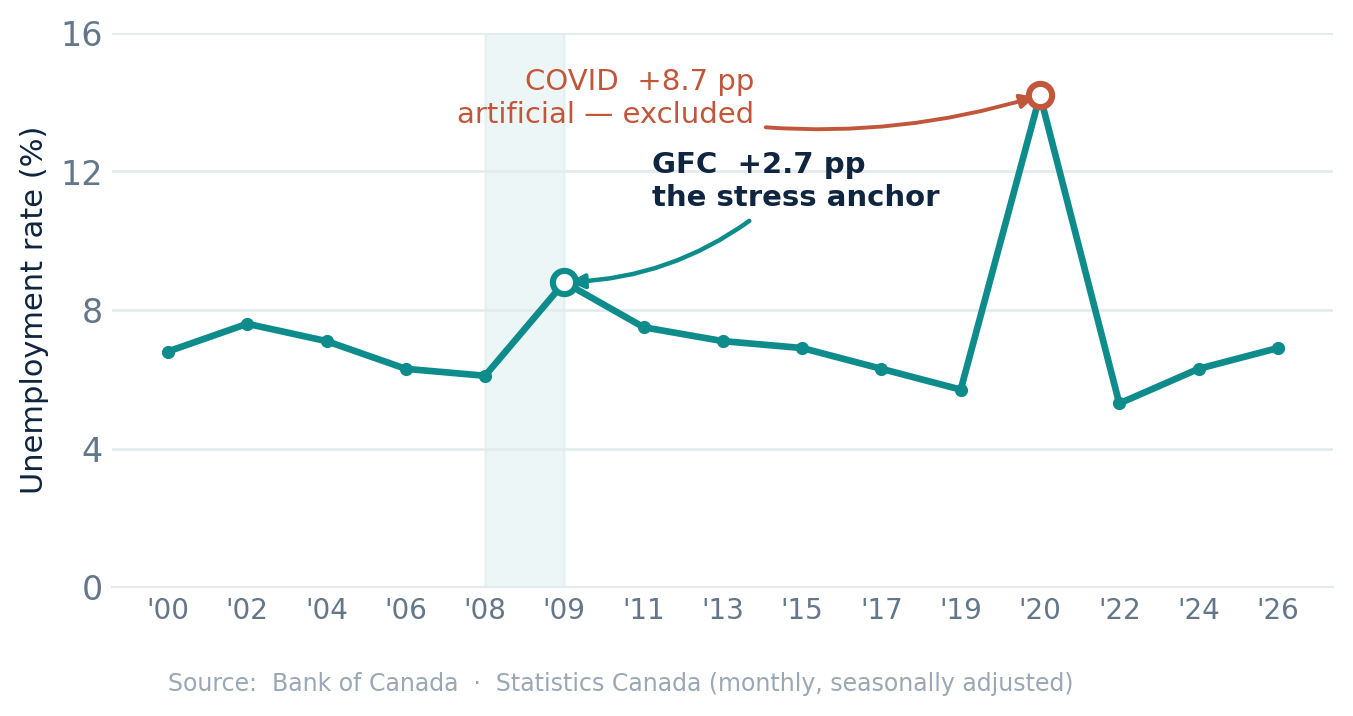 16
COVID  +8.7 pp
artificial — excluded
GFC  +2.7 pp
the stress anchor
12
8
4
0
Unemployment rate (%)
'00 '02 '04 '06 '08 '09 '11 '13 '15 '17 '19 '20 '22 '24 '26
Source:  Bank of Canada  ·  Statistics Canada (monthly, seasonally adjusted)